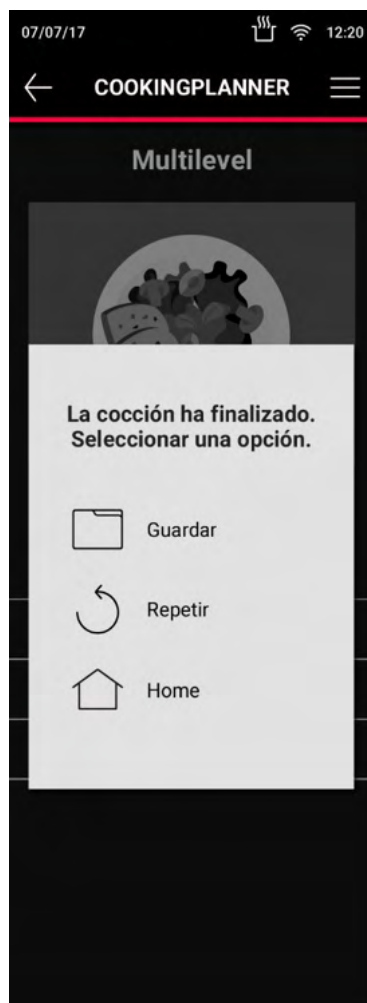 07/07/17 12:20
COOKINGPLANNER
Multilevel
La cocción ha finalizado.
Seleccionar una opción.
Guardar
Repetir
Home